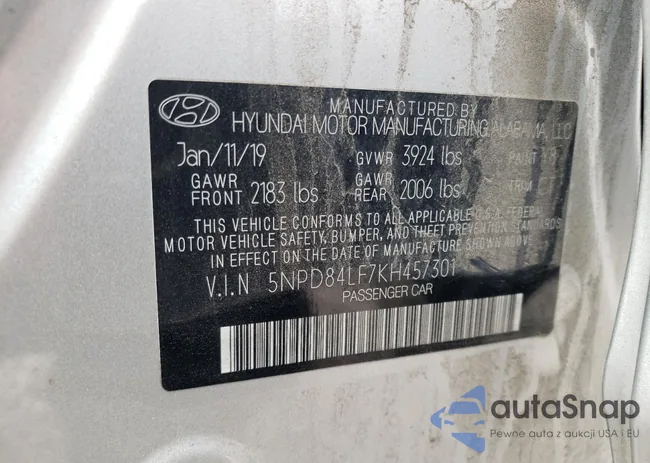 MANUFACTURED BY
HYUNDAI MOTOR MANUFACTURING ALABAMA, LLC
Jan/11/19 GVWR 3924 lbs PAINT
GAWR FRONT 2183 lbs GAWR REAR 2006 lbs TRIM
THIS VEHICLE CONFORMS TO ALL APPLICABLE U.S.A. FEDERAL
MOTOR VEHICLE SAFETY, BUMPER, AND THEFT PREVENTION STANDARDS
IN EFFECT ON THE DATE OF MANUFACTURE SHOWN ABOVE.
V.I.N 5NPD84LF7KH457301
PASSENGER CAR
autaSnap
Pewne auta z aukcji USA i EU